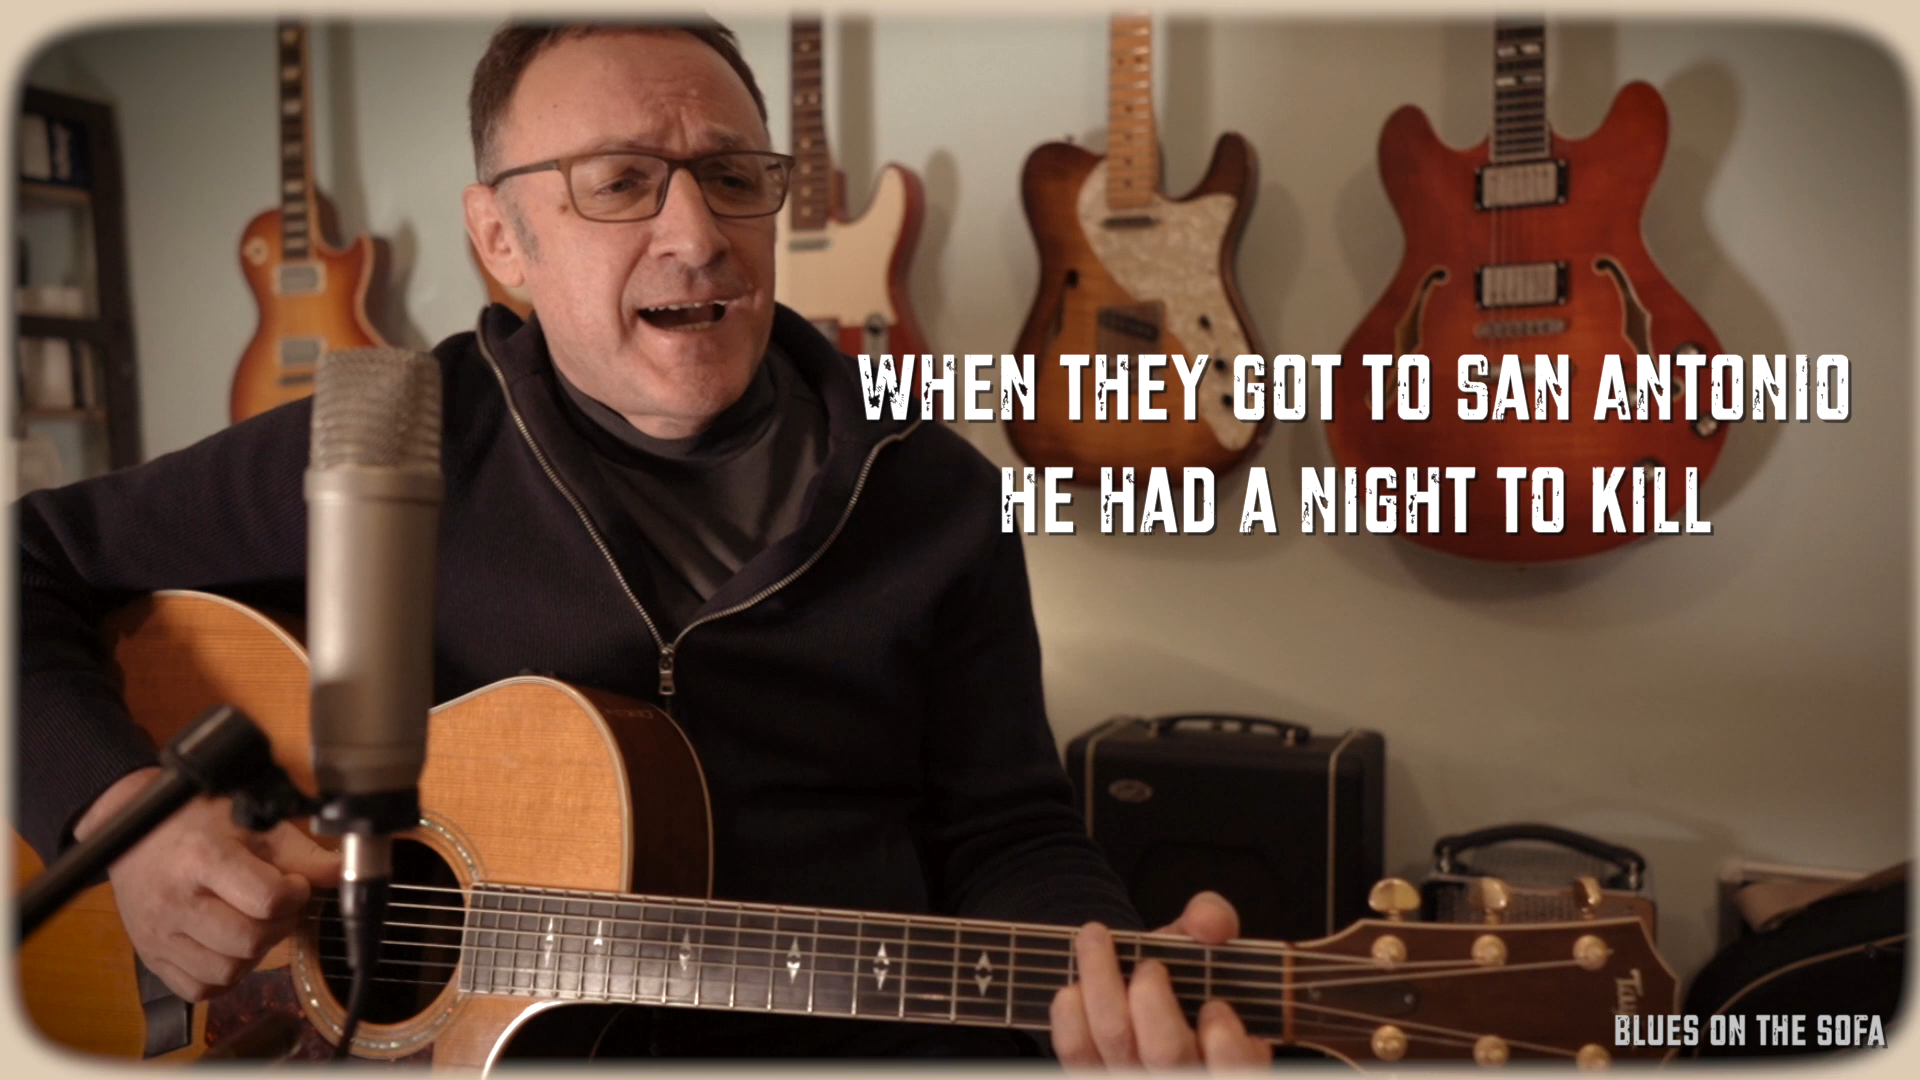 WHEN THEY GOT TO SAN ANTONIO
HE HAD A NIGHT TO KILL
BLUES ON THE SOFA